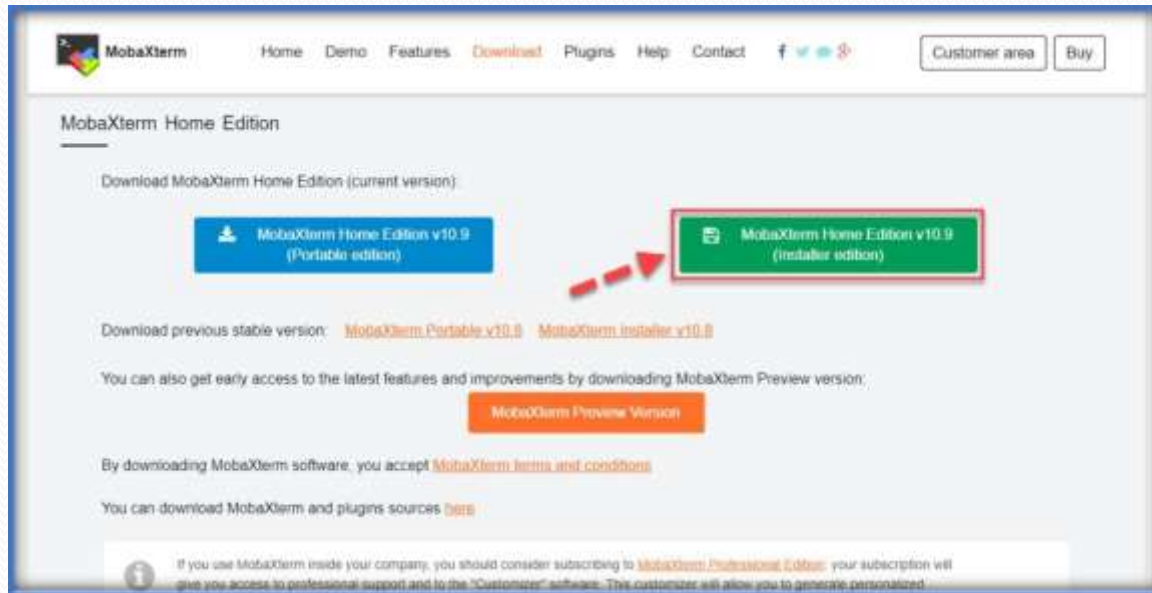 MobaXterm
Home Demo Features Download Plugins Help Contact
Customer area Buy
MobaXterm Home Edition
Download MobaXterm Home Edition (current version):
MobaXterm Home Edition v10.9
(Portable edition)
MobaXterm Home Edition v10.9
(Installer edition)
Download previous stable version: MobaXterm Portable v10.8 MobaXterm Installer v10.8
You can also get early access to the latest features and improvements by downloading MobaXterm Preview version:
MobaXterm Preview Version
By downloading MobaXterm software, you accept MobaXterm terms and conditions
You can download MobaXterm and plugins sources here
If you use MobaXterm inside your company, you should consider subscribing to MobaXterm Professional Edition: your subscription will
give you access to professional support and to the "Customizer" software. This customizer will allow you to generate personalized